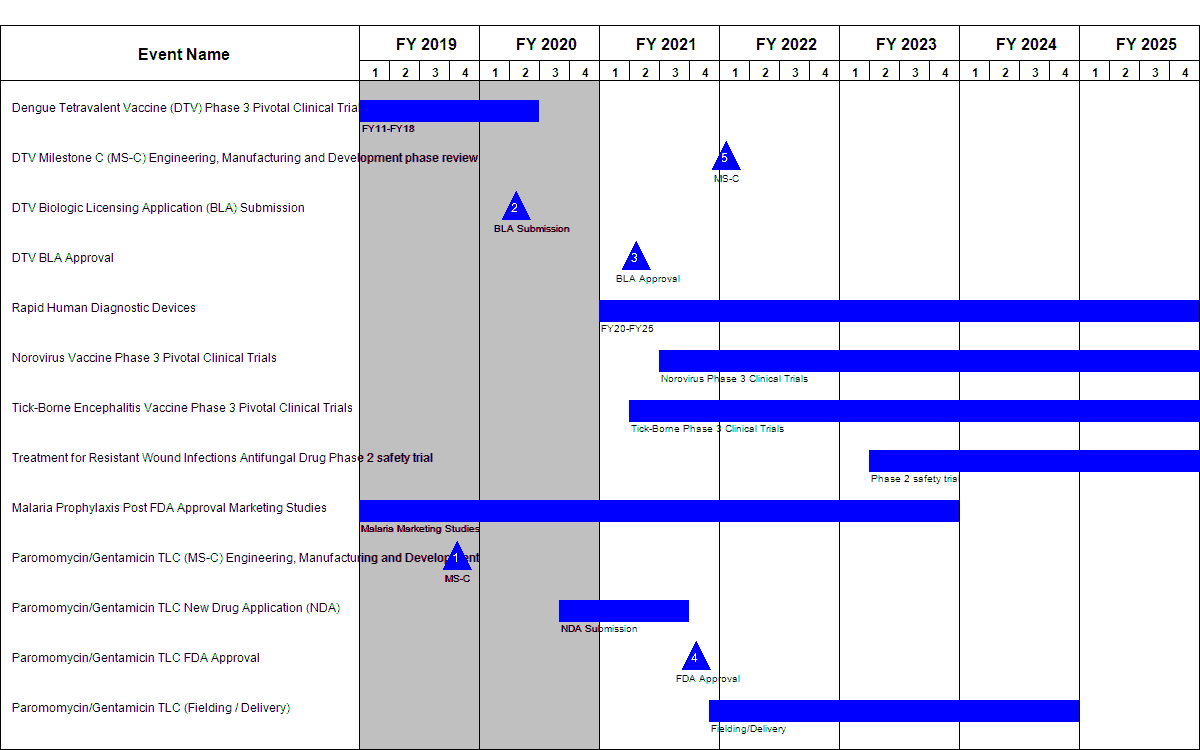 Event Name FY 2019 FY 2020 FY 2021 FY 2022 FY 2023 FY 2024 FY 2025
1 2 3 4 1 2 3 4 1 2 3 4 1 2 3 4 1 2 3 4 1 2 3 4 1 2 3 4
Dengue Tetravalent Vaccine (DTV) Phase 3 Pivotal Clinical Trial
FY11-FY18
DTV Milestone C (MS-C) Engineering, Manufacturing and Development phase review 5
MS-C
DTV Biologic Licensing Application (BLA) Submission 2
BLA Submission
DTV BLA Approval 3
BLA Approval
Rapid Human Diagnostic Devices
FY20-FY25
Norovirus Vaccine Phase 3 Pivotal Clinical Trials
Norovirus Phase 3 Clinical Trials
Tick-Borne Encephalitis Vaccine Phase 3 Pivotal Clinical Trials
Tick-Borne Phase 3 Clinical Trials
Treatment for Resistant Wound Infections Antifungal Drug Phase 2 safety trial
Phase 2 safety trial
Malaria Prophylaxis Post FDA Approval Marketing Studies
Malaria Marketing Studies
Paromomycin/Gentamicin TLC (MS-C) Engineering, Manufacturing and Development 1
MS-C
Paromomycin/Gentamicin TLC New Drug Application (NDA)
NDA Submission
Paromomycin/Gentamicin TLC FDA Approval 4
FDA Approval
Paromomycin/Gentamicin TLC (Fielding / Delivery)
Fielding/Delivery